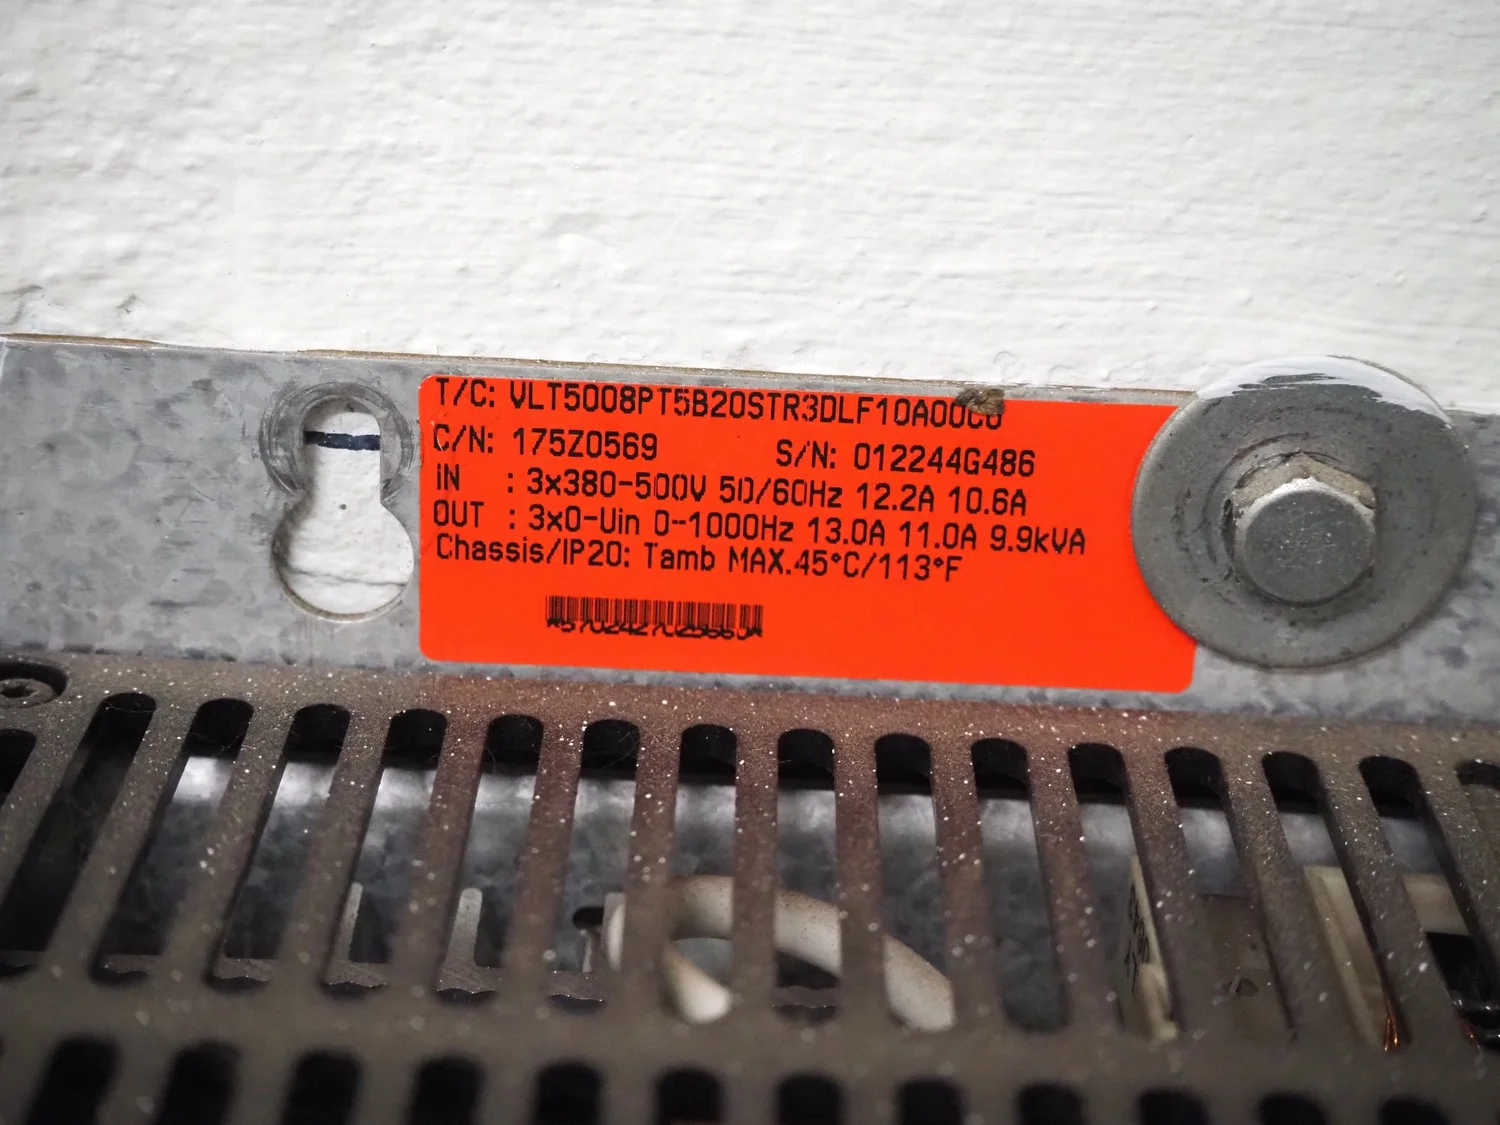 T/C: VLT5008PT5B20STR3DLF10A00C0
C/N: 175Z0569 S/N: 012244G486
IN : 3x380-500V 50/60Hz 12.2A 10.6A
OUT : 3x0-Uin 0-1000Hz 13.0A 11.0A 9.9kVA
Chassis/IP20: Tamb MAX.45°C/113°F